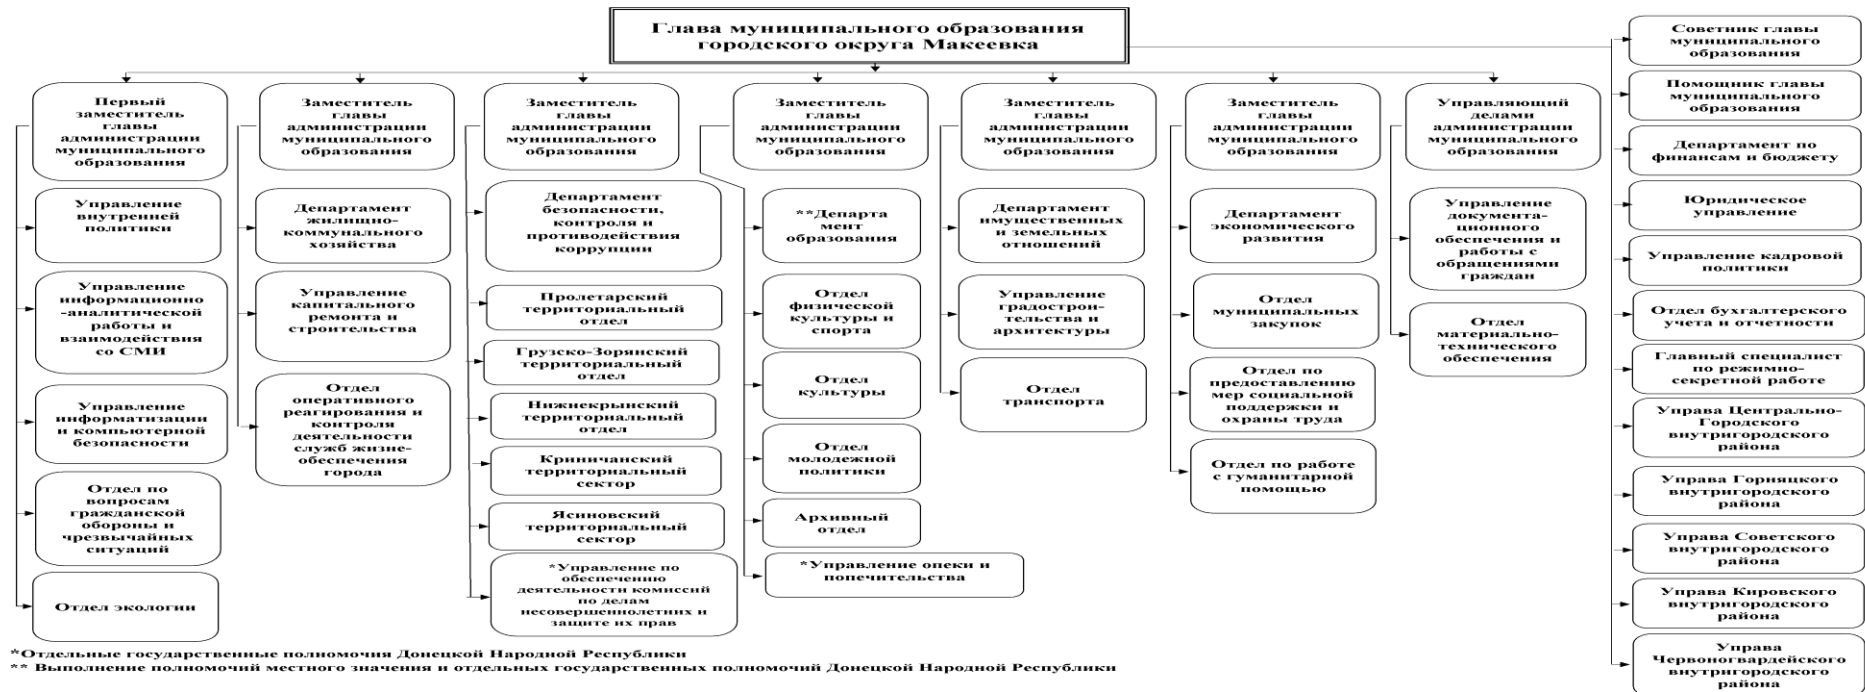 Глава муниципального образования
городского округа Макеевка
Первый
заместитель
главы
администрации
муниципального
образования
Управление
внутренней
политики
Управление
информационно
-аналитической
работы и
взаимодействия
со СМИ
Управление
информатизации
и компьютерной
безопасности
Отдел по
вопросам
гражданской
обороны и
чрезвычайных
ситуаций
Отдел экологии
Заместитель
главы
администрации
муниципального
образования
Департамент
жилищно-
коммунального
хозяйства
Управление
капитального
ремонта и
строительства
Отдел
оперативного
реагирования и
контроля
деятельности
служб жизне-
обеспечения
города
Заместитель
главы
администрации
муниципального
образования
Департамент
безопасности,
контроля и
противодействия
коррупции
Пролетарский
территориальный
отдел
Грузско-Зорянский
территориальный
отдел
Нижнекрынский
территориальный
отдел
Криничанский
территориальный
сектор
Ясиновский
территориальный
сектор
*Управление по
обеспечению
деятельности комиссий
по делам
несовершеннолетних и
защите их прав
Заместитель
главы
администрации
муниципального
образования
**Департа
мент
образования
Отдел
физической
культуры и
спорта
Отдел
культуры
Отдел
молодежной
политики
Архивный
отдел
*Управление опеки и
попечительства
Заместитель
главы
администрации
муниципального
образования
Департамент
имущественных
и земельных
отношений
Управление
градострои-
тельства и
архитектуры
Отдел
транспорта
Заместитель
главы
администрации
муниципального
образования
Департамент
экономического
развития
Отдел
муниципальных
закупок
Отдел по
предоставлению
мер социальной
поддержки и
охраны труда
Отдел по работе
с гуманитарной
помощью
Управляющий
делами
администрации
муниципального
образования
Управление
документа-
ционного
обеспечения и
работы с
обращениями
граждан
Отдел
материально-
технического
обеспечения
Советник главы
муниципального
образования
Помощник главы
муниципального
образования
Департамент по
финансам и бюджету
Юридическое
управление
Управление кадровой
политики
Отдел бухгалтерского
учета и отчетности
Главный специалист
по режимно-
секретной работе
Управа Центрально-
Городского
внутригородского
района
Управа Горняцкого
внутригородского
района
Управа Советского
внутригородского
района
Управа Кировского
внутригородского
района
Управа
Червоногвардейского
внутригородского
района
*Отдельные государственные полномочия Донецкой Народной Республики
** Выполнение полномочий местного значения и отдельных государственных полномочий Донецкой Народной Республики